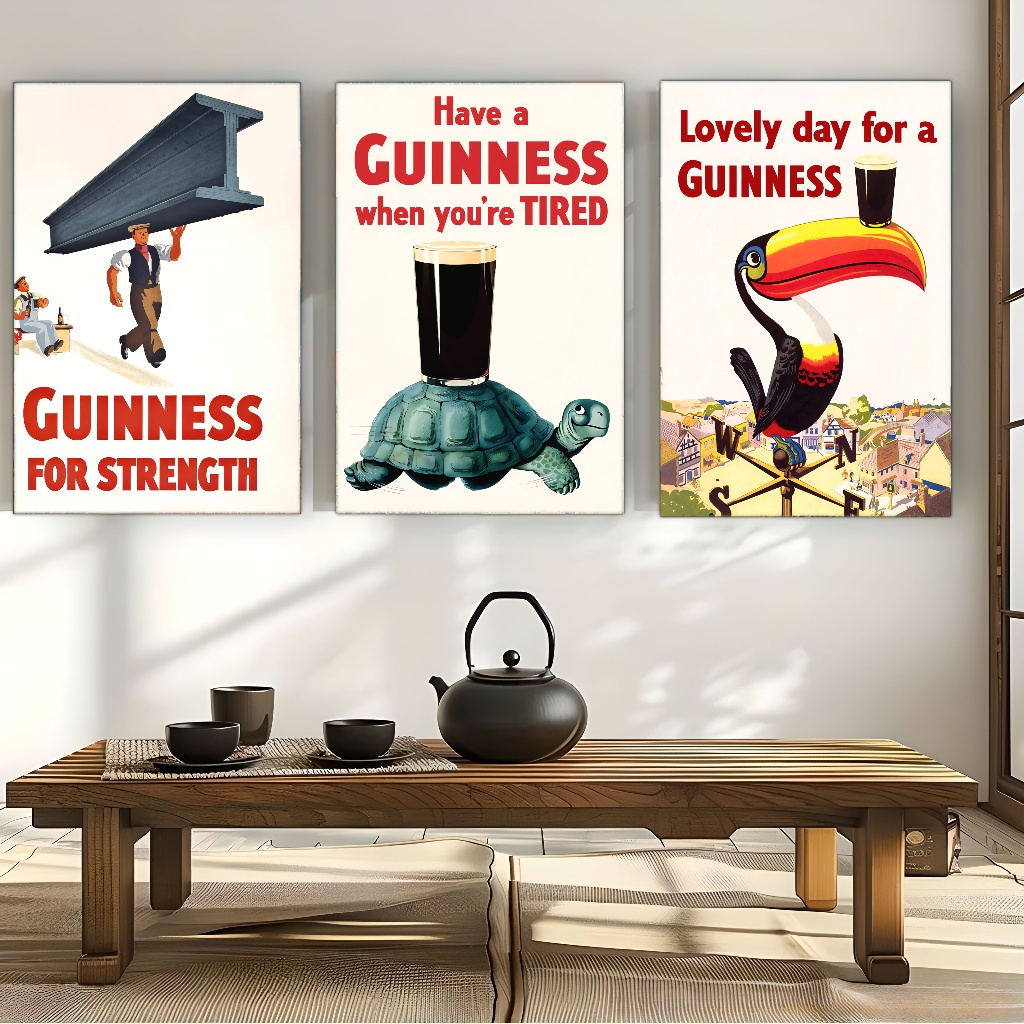 GUINNESS
FOR STRENGTH
Have a
GUINNESS
when you're TIRED
Lovely day for a
GUINNESS
W
N
S
E